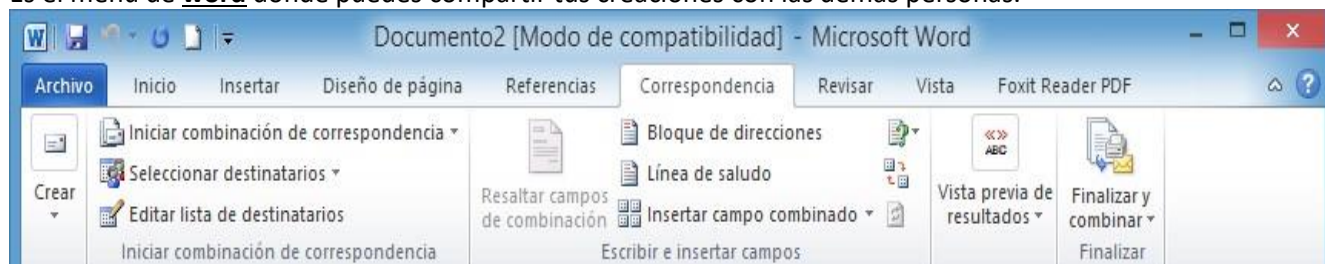 Es el menú de word donde puedes compartir tus creaciones con las demás personas.
Documento2 [Modo de compatibilidad] - Microsoft Word
Archivo Inicio Insertar Diseño de página Referencias Correspondencia Revisar Vista Foxit Reader PDF
Crear
Iniciar combinación de correspondencia
Seleccionar destinatarios
Editar lista de destinatarios
Iniciar combinación de correspondencia
Resaltar campos
de combinación
Bloque de direcciones
Línea de saludo
Insertar campo combinado
Escribir e insertar campos
«»
ABC
Vista previa de
resultados
Finalizar y
combinar
Finalizar